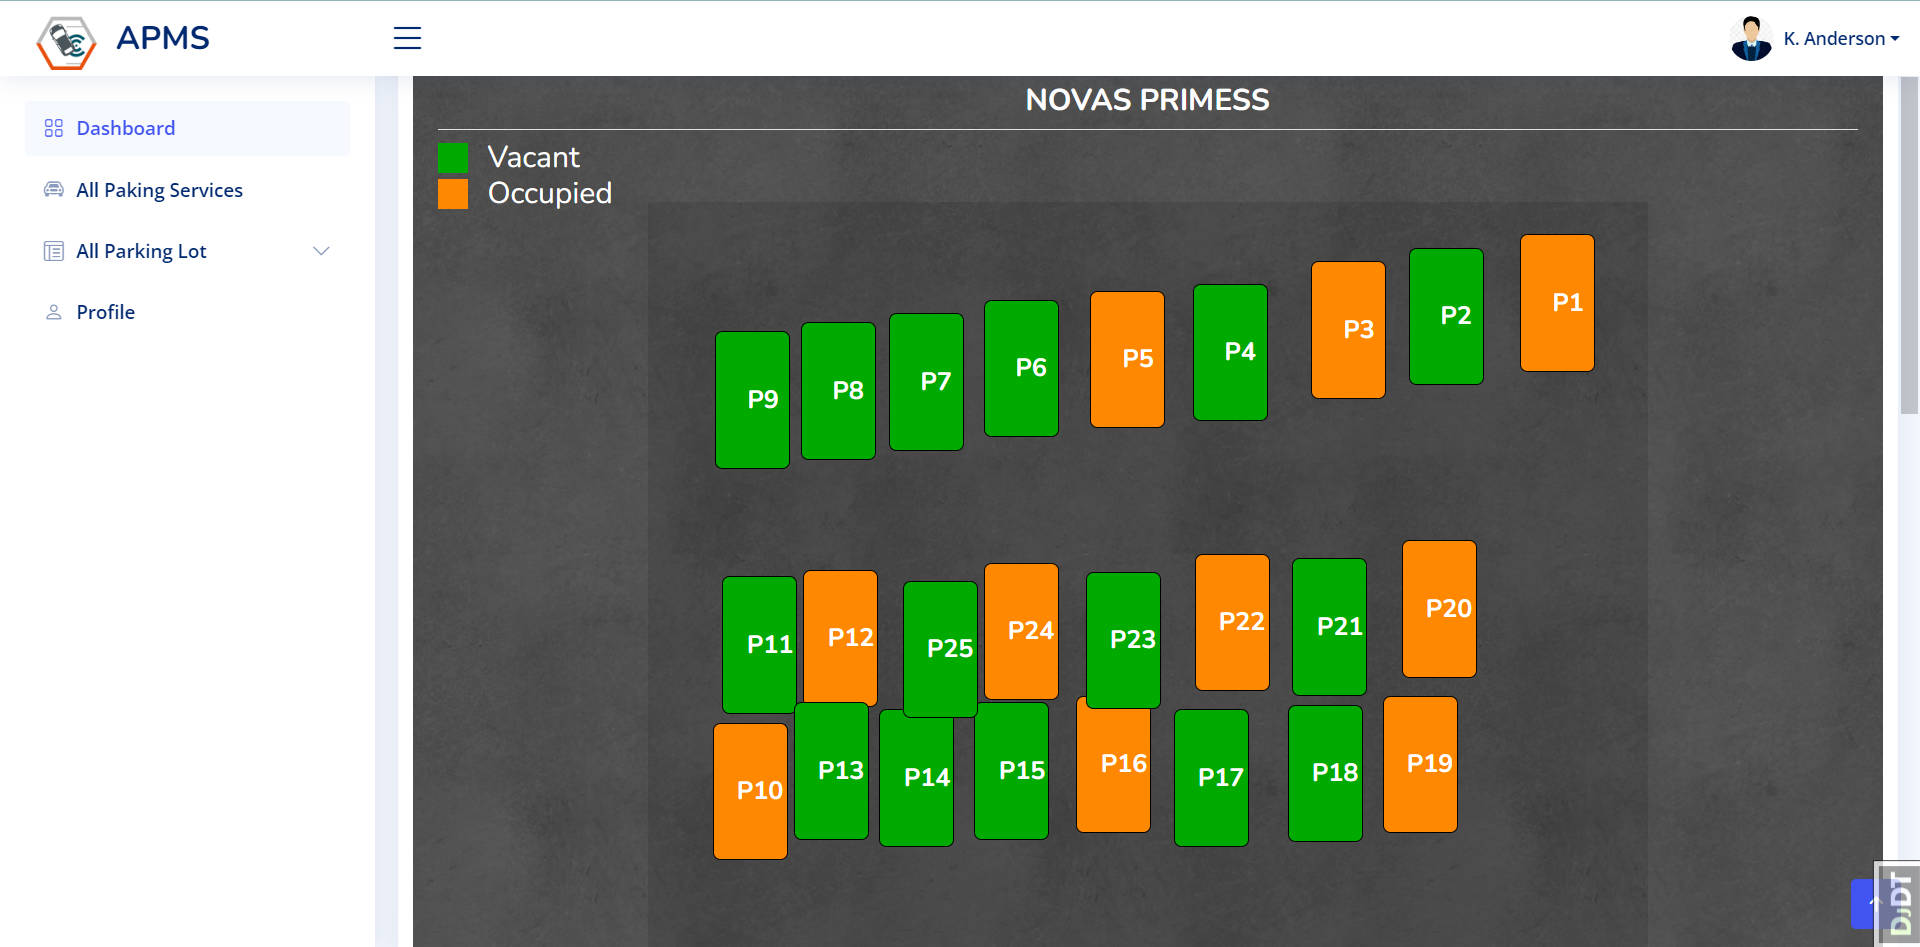 APMS
K. Anderson
Dashboard
All Paking Services
All Parking Lot
Profile
NOVAS PRIMESS
Vacant
Occupied
P9
P8
P7
P6
P5
P4
P3
P2
P1
P11
P12
P25
P24
P23
P22
P21
P20
P10
P13
P14
P15
P16
P17
P18
P19
DJDT